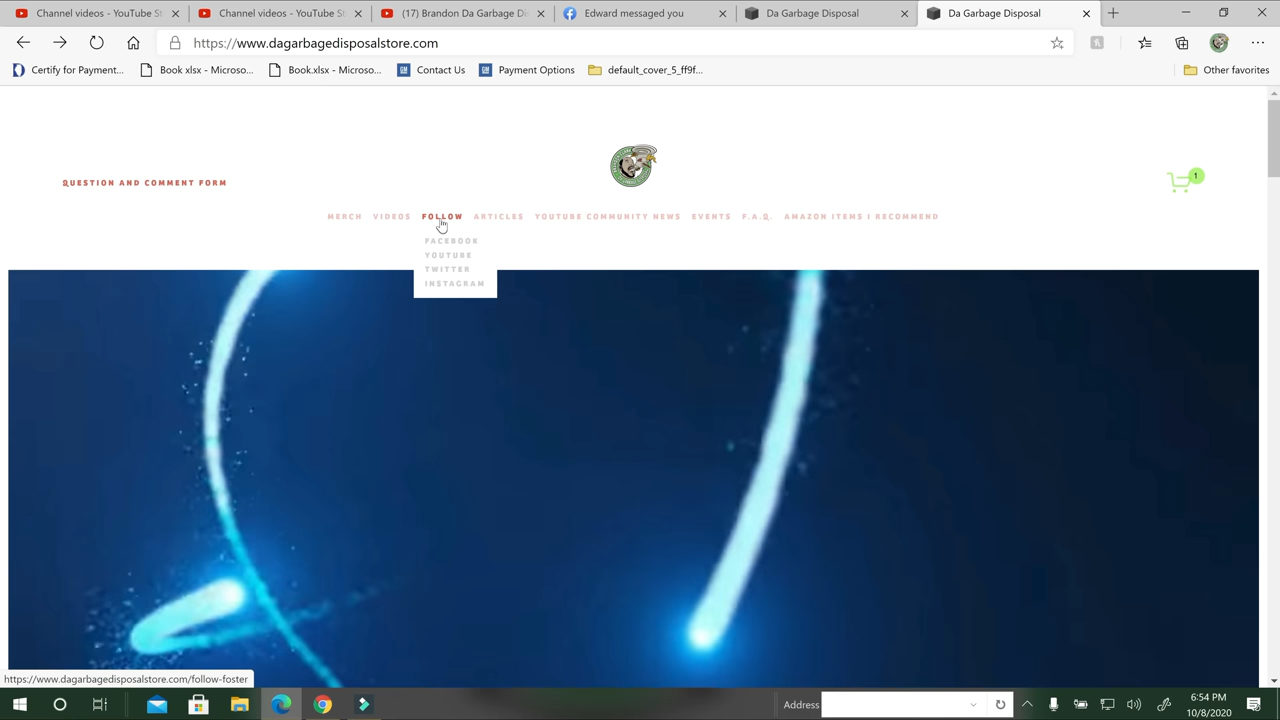 Channel videos - YouTube St
Channel videos - YouTube St
(17) Brandon Da Garbage Di
Edward messaged you
Da Garbage Disposal
Da Garbage Disposal
https://www.dagarbagedisposalstore.com
Certify for Payment...
Book xlsx - Microso...
Book.xlsx - Microso...
Contact Us
Payment Options
default_cover_5_ff9f...
Other favorites
QUESTION AND COMMENT FORM
1
MERCH VIDEOS FOLLOW ARTICLES YOUTUBE COMMUNITY NEWS EVENTS F.A.Q. AMAZON ITEMS I RECOMMEND
FACEBOOK
YOUTUBE
TWITTER
INSTAGRAM
https://www.dagarbagedisposalstore.com/follow-foster
Address
6:54 PM
10/8/2020